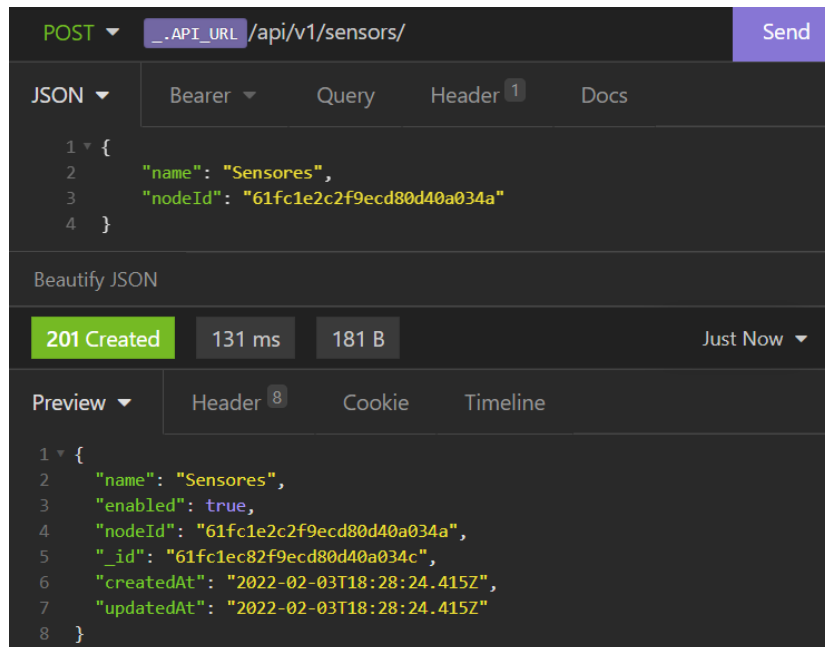 POST _.API_URL /api/v1/sensors/ Send
JSON Bearer Query Header 1 Docs
1 {
2 "name": "Sensores",
3 "nodeId": "61fc1e2c2f9ecd80d40a034a"
4 }
Beautify JSON
201 Created 131 ms 181 B Just Now
Preview Header 8 Cookie Timeline
1 {
2 "name": "Sensores",
3 "enabled": true,
4 "nodeId": "61fc1e2c2f9ecd80d40a034a",
5 "_id": "61fc1ec82f9ecd80d40a034c",
6 "createdAt": "2022-02-03T18:28:24.415Z",
7 "updatedAt": "2022-02-03T18:28:24.415Z"
8 }